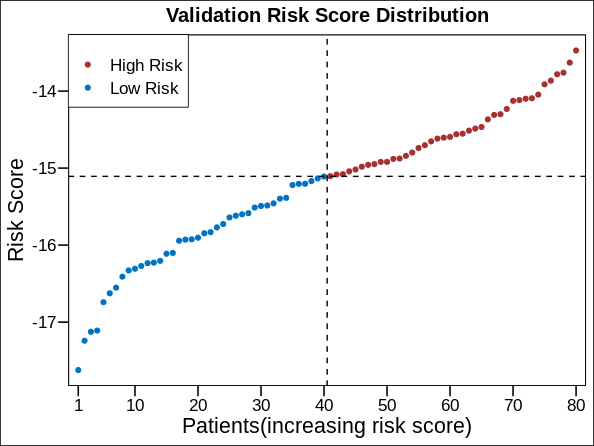 Validation Risk Score Distribution
High Risk
Low Risk
-14
-15
-16
-17
Risk Score
1 10 20 30 40 50 60 70 80
Patients(increasing risk score)